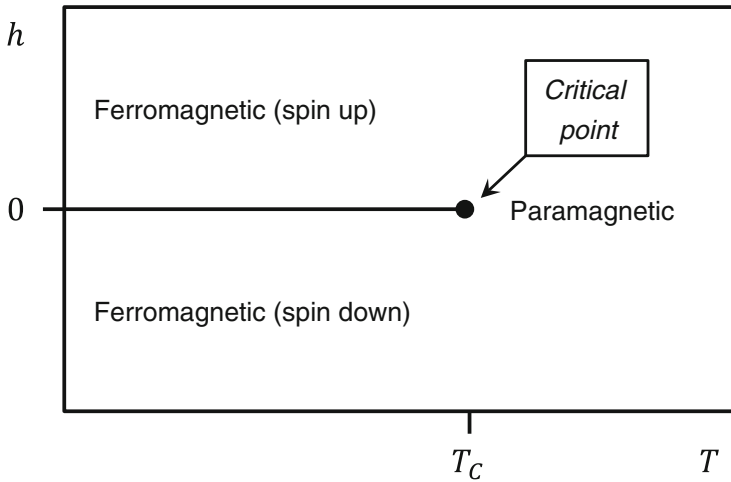 h
Ferromagnetic (spin up)
Critical
point
0
Paramagnetic
Ferromagnetic (spin down)
T_C
T